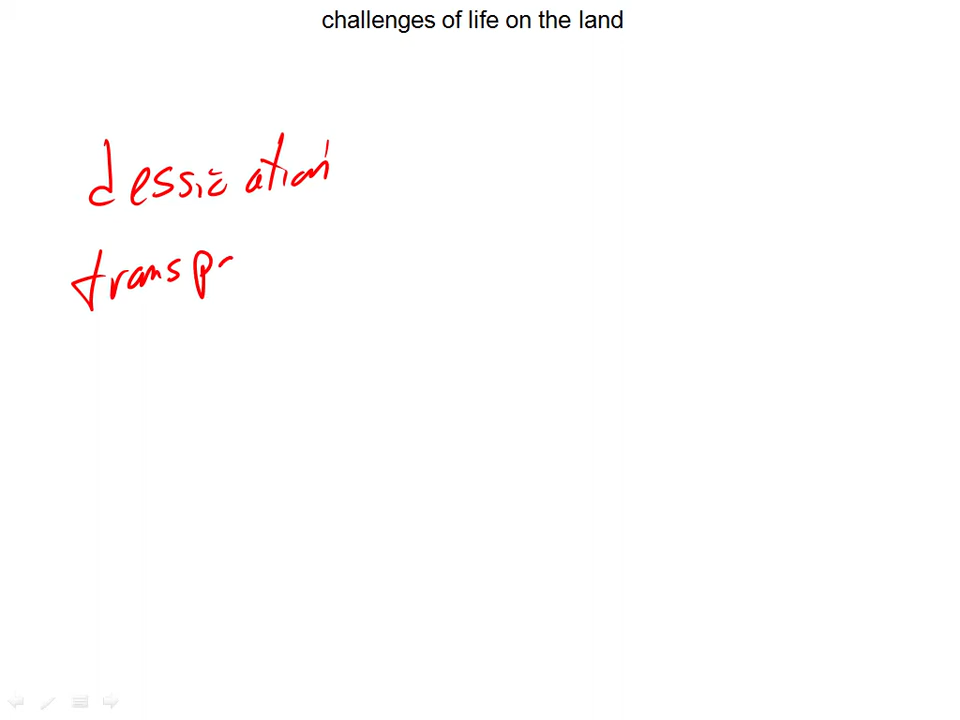 challenges of life on the land
dessication
transp